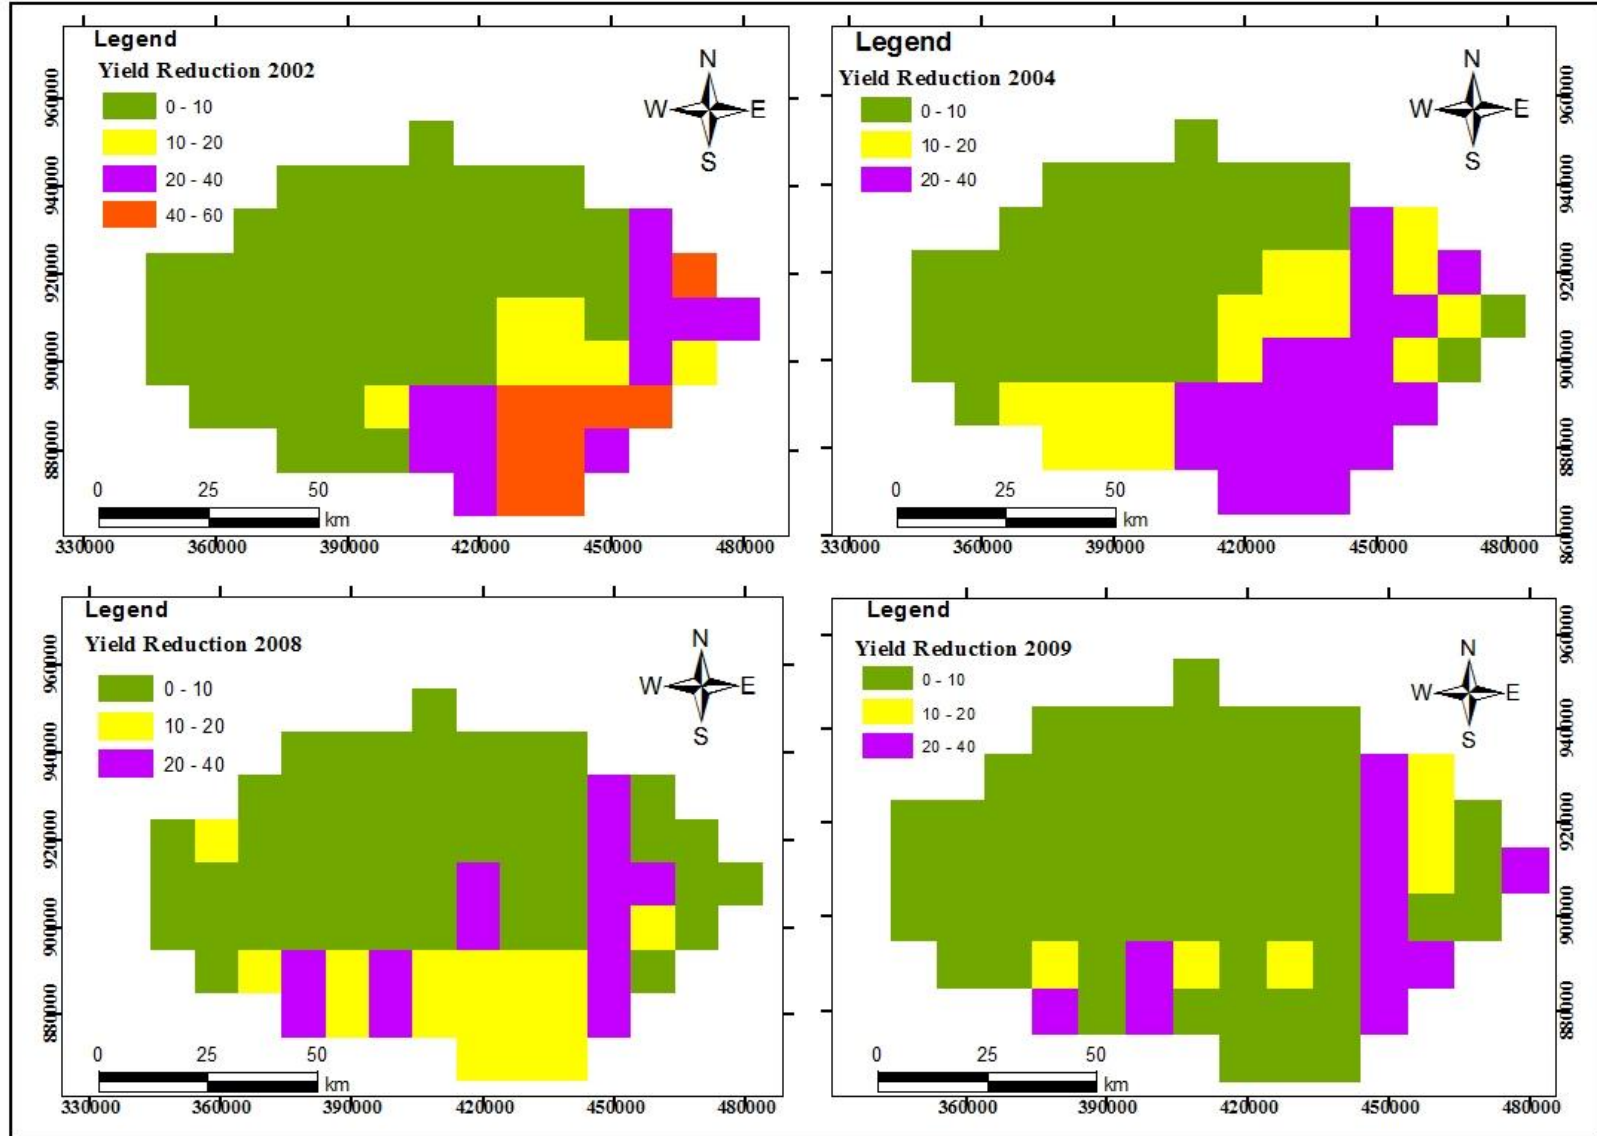 Legend
Yield Reduction 2002
0 - 10
10 - 20
20 - 40
40 - 60
N
W E
S
960000
940000
920000
900000
880000
0 25 50
km
330000 360000 390000 420000 450000 480000
Legend
Yield Reduction 2004
0 - 10
10 - 20
20 - 40
N
W E
S
960000
940000
920000
900000
880000
860000
0 25 50
km
330000 360000 390000 420000 450000 480000
Legend
Yield Reduction 2008
0 - 10
10 - 20
20 - 40
N
W E
S
960000
940000
920000
900000
880000
0 25 50
km
330000 360000 390000 420000 450000 480000
Legend
Yield Reduction 2009
0 - 10
10 - 20
20 - 40
N
W E
S
960000
940000
920000
900000
880000
0 25 50
km
360000 390000 420000 450000 480000